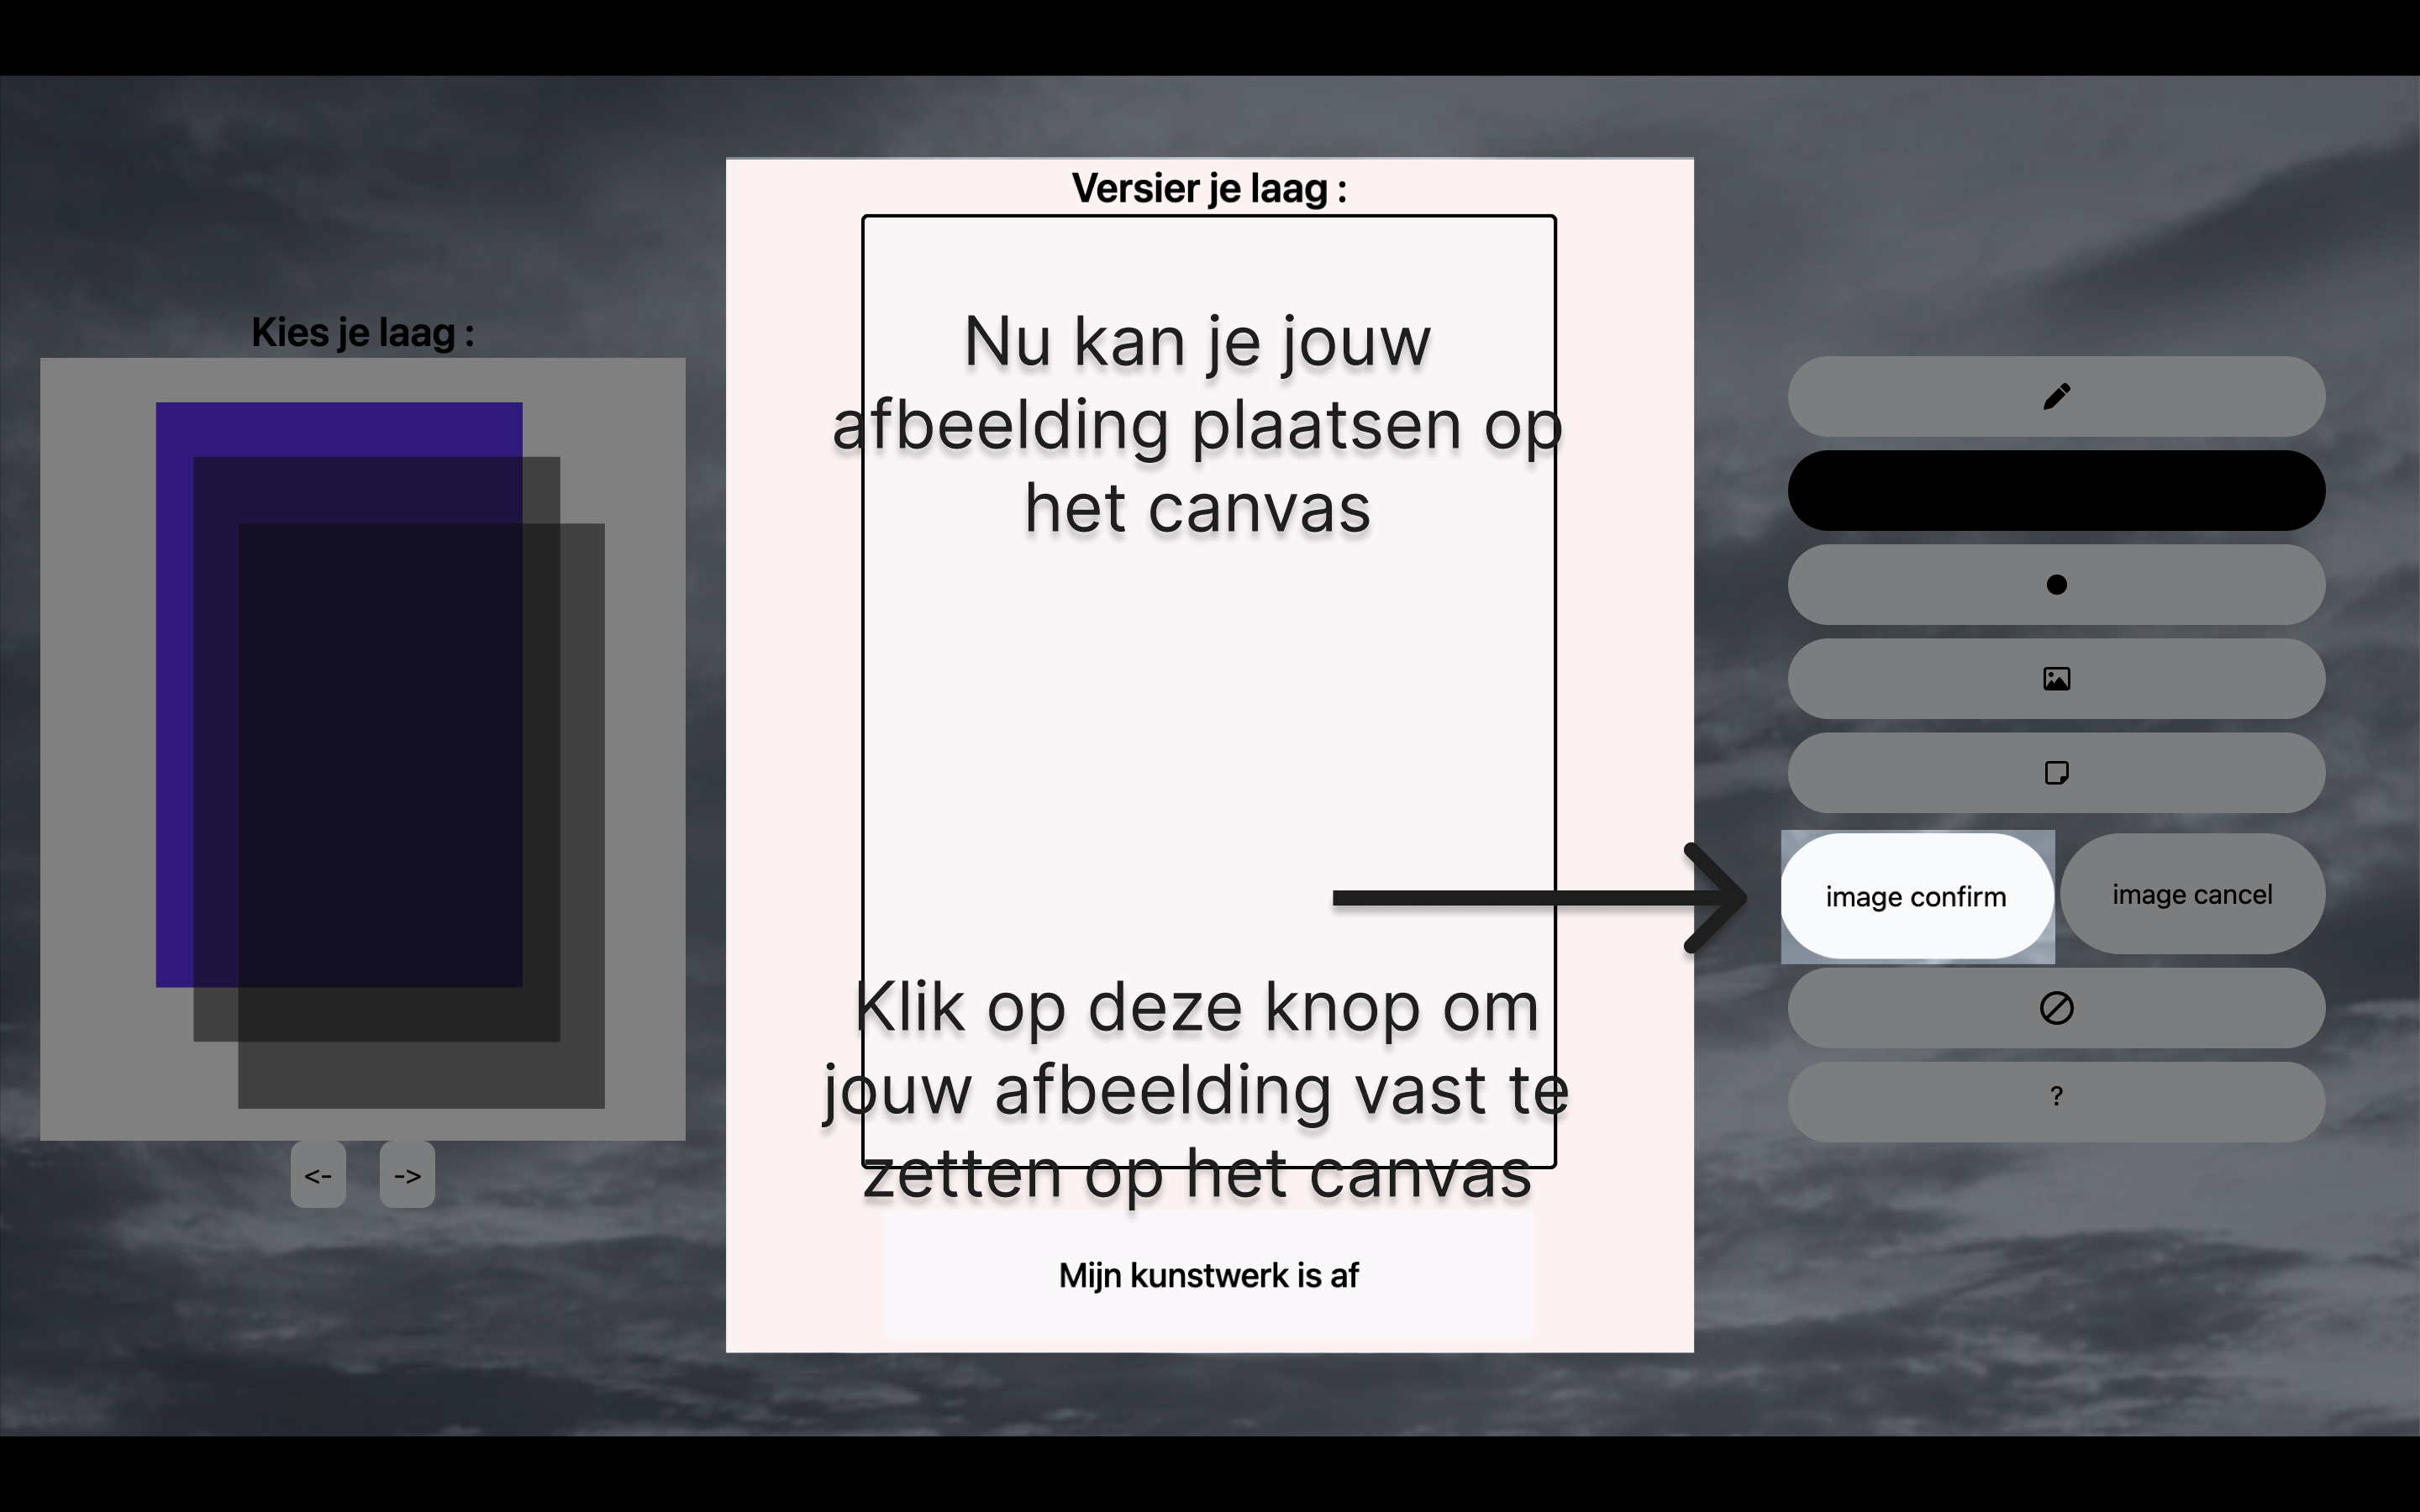 Kies je laag :
<-
->
Versier je laag :
Nu kan je jouw
afbeelding plaatsen op
het canvas
Klik op deze knop om
jouw afbeelding vast te
zetten op het canvas
Mijn kunstwerk is af
image confirm
image cancel
?